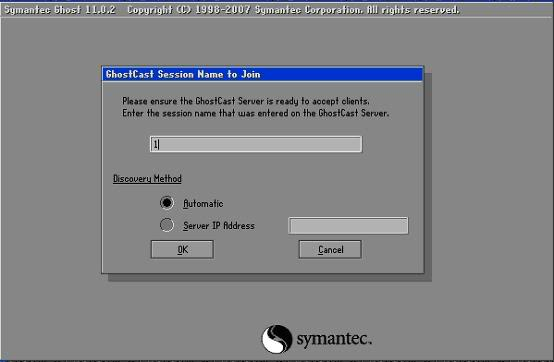 Symantec Ghost 11.0.2 Copyright (C) 1998-2007 Symantec Corporation. All rights reserved.
GhostCast Session Name to Join
Please ensure the GhostCast Server is ready to accept clients.
Enter the session name that was entered on the GhostCast Server.
1
Discovery Method
Automatic
Server IP Address
OK
Cancel
symantec.